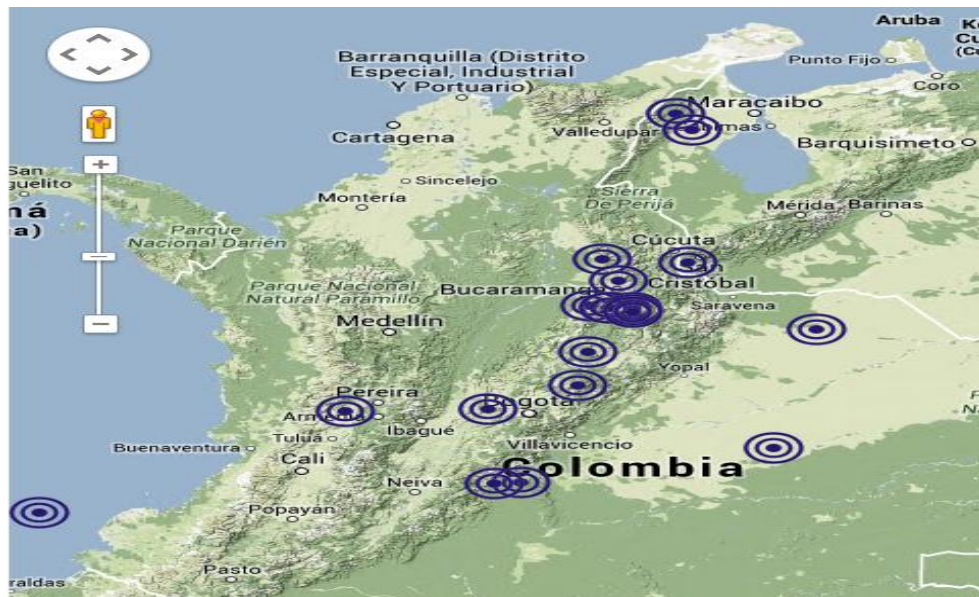 Aruba
Punto Fijo
Coro
Barranquilla (Distrito
Especial, Industrial
Y Portuario)
Maracaibo
Cartagena
Valledupar
Barquisimeto
San
guelito
Sincelejo
Montería
Sierra
De Perijá
Mérida
Barinas
Parque
Nacional Darién
Cúcuta
Cristóbal
Parque Nacional
Natural Paramillo
Saravena
Medellín
Yopal
Pereira
Bogotá
Ibagué
Tuluá
Villavicencio
Buenaventura
Cali
Colombia
Neiva
Popayán
Pasto
raldas